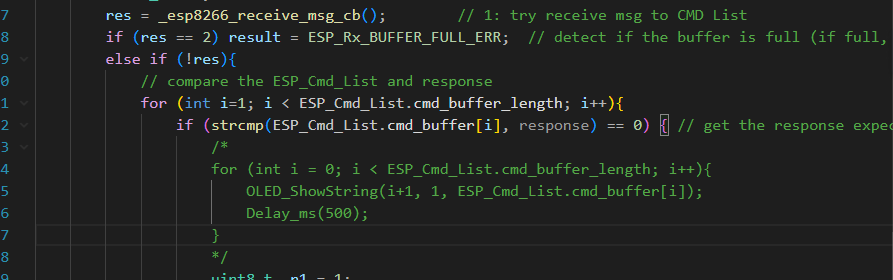 7 res = _esp8266_receive_msg_cb(); // 1: try receive msg to CMD List
8 if (res == 2) result = ESP_Rx_BUFFER_FULL_ERR; // detect if the buffer is full (if full,
9 else if (!res){
0 // compare the ESP_Cmd_List and response
1 for (int i=1; i < ESP_Cmd_List.cmd_buffer_length; i++){
2 if (strcmp(ESP_Cmd_List.cmd_buffer[i], response) == 0) { // get the response expec
3 /*
4 for (int i = 0; i < ESP_Cmd_List.cmd_buffer_length; i++){
5 OLED_ShowString(i+1, 1, ESP_Cmd_List.cmd_buffer[i]);
6 Delay_ms(500);
7 }
8 */
9 uint8_t